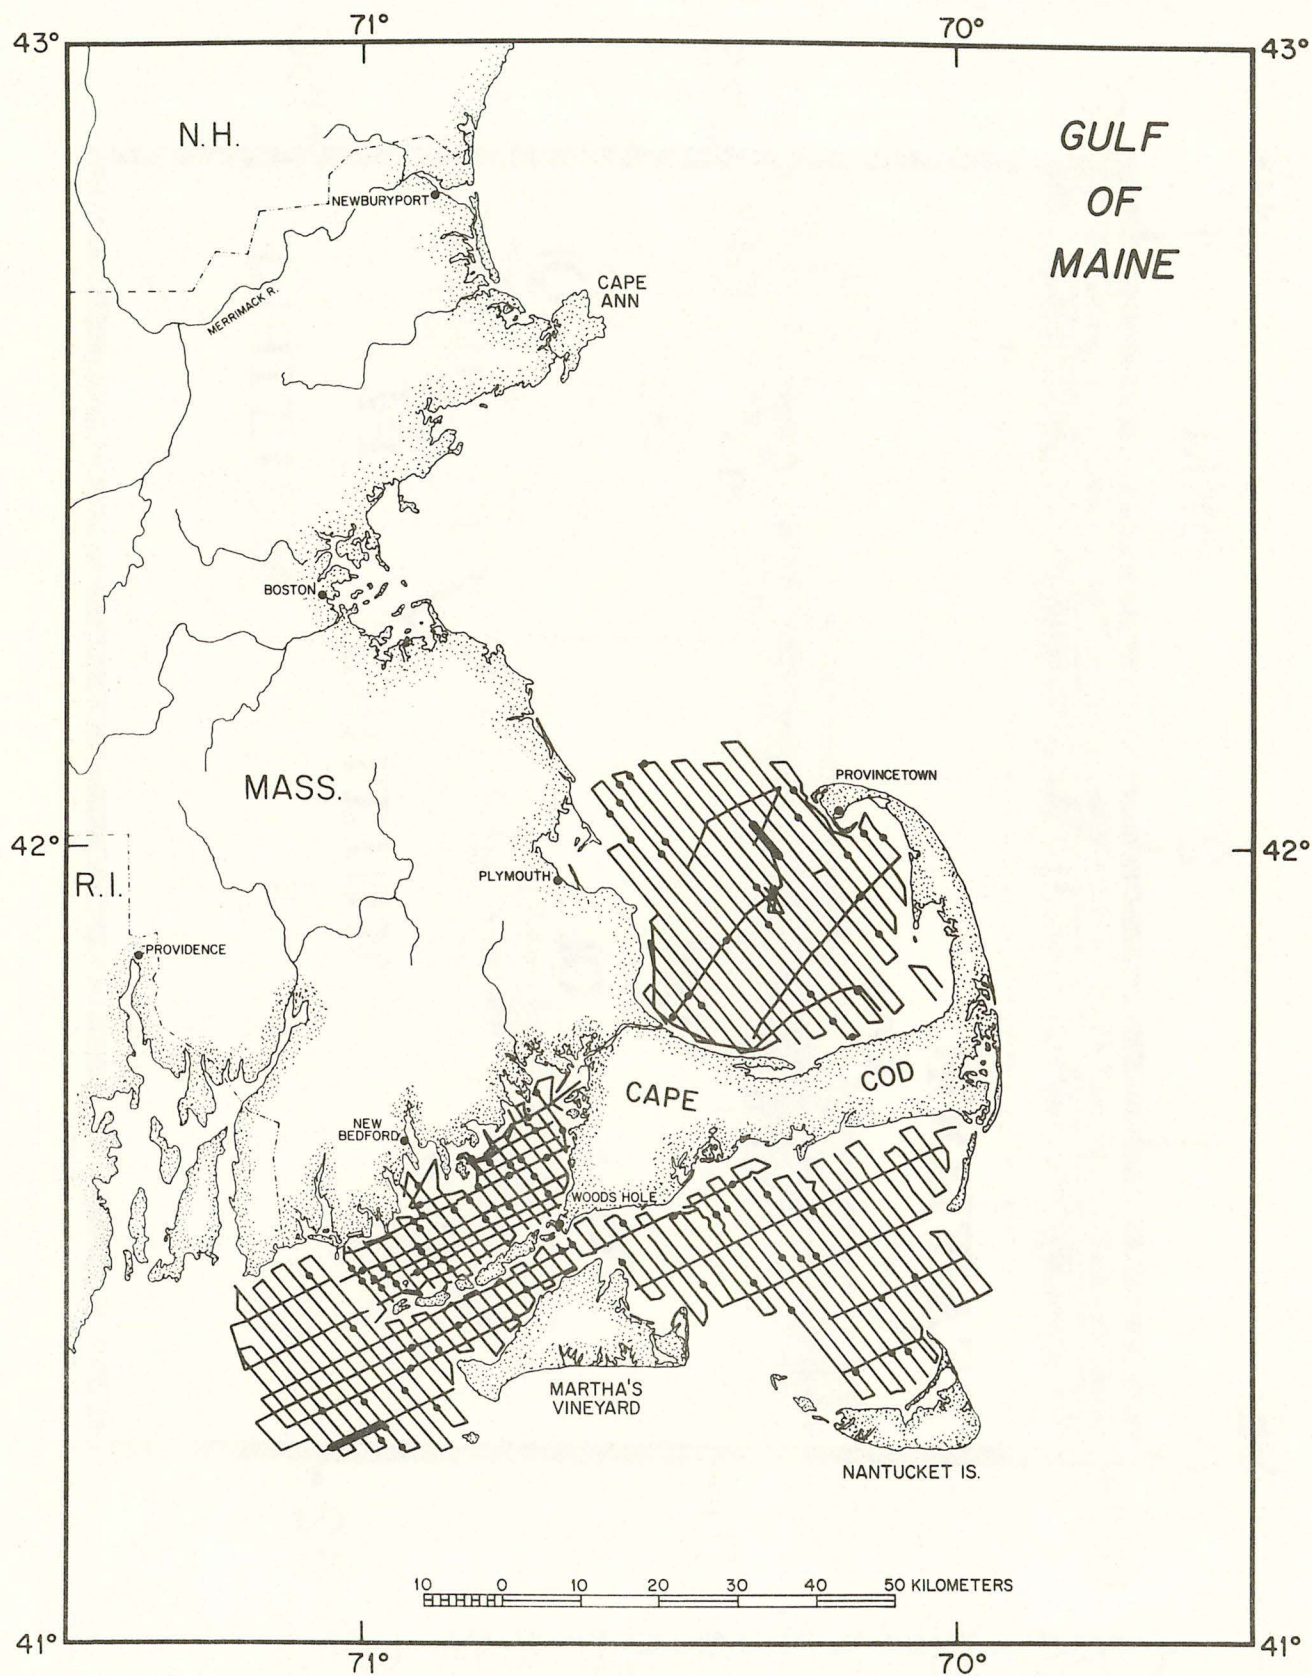 71° 70°
43° 43°
N.H.
GULF
OF
MAINE
NEWBURYPORT
CAPE
ANN
MERRIMACK R.
BOSTON
MASS.
PROVINCETOWN
42° 42°
R.I.
PLYMOUTH
PROVIDENCE
CAPE COD
NEW
BEDFORD
WOODS HOLE
MARTHA'S
VINEYARD
NANTUCKET IS.
10 0 10 20 30 40 50 KILOMETERS
41° 41°
71° 70°